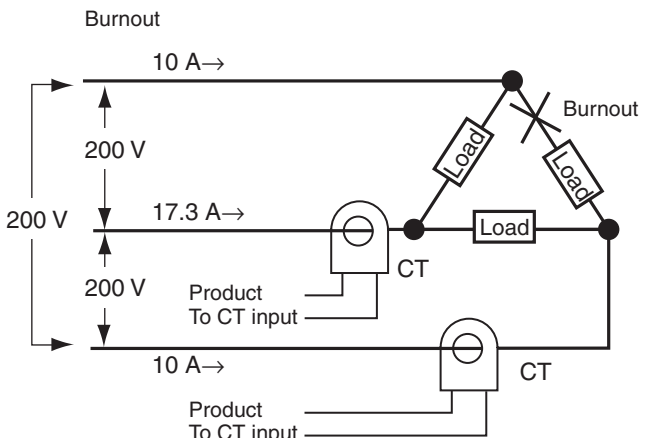 Burnout
10 A→
Burnout
Load
Load
200 V
200 V
17.3 A→
Load
CT
200 V
Product
To CT input
10 A→
CT
Product
To CT input